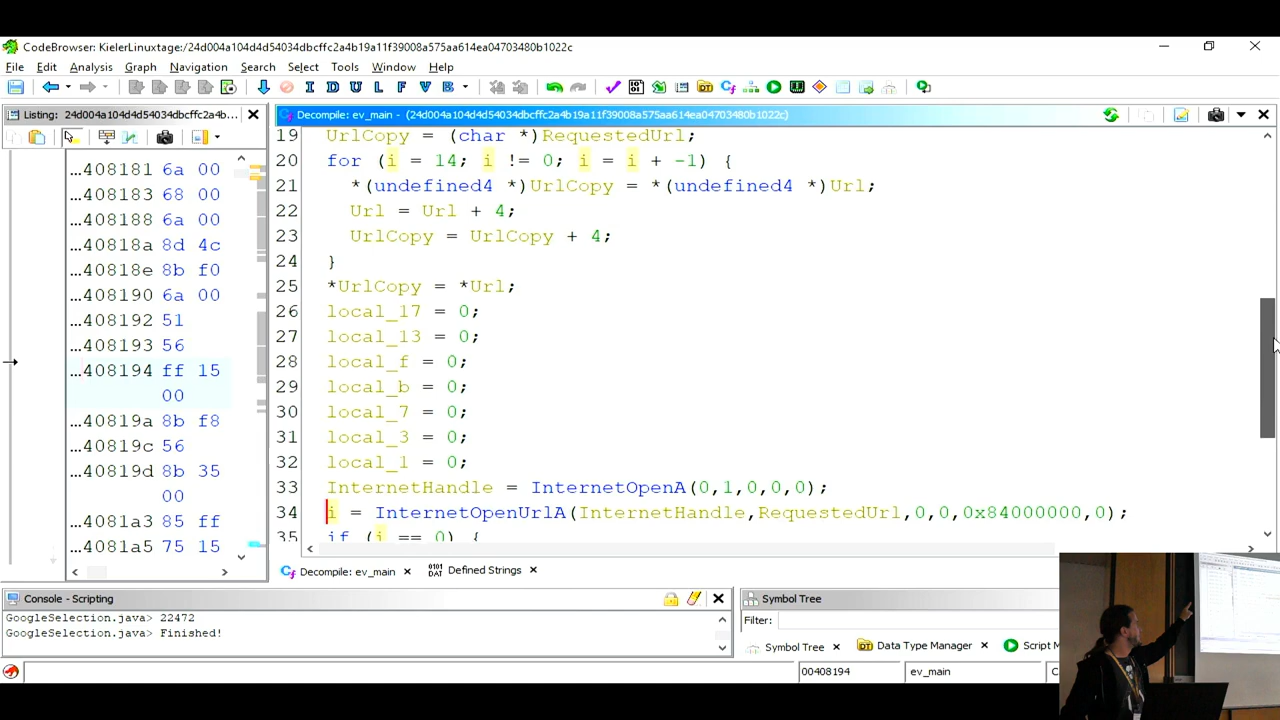 CodeBrowser: KielerLinuxtage:/24d004a104d4d54034dbcffc2a4b19a11f39008a575aa614ea04703480b1022c
File Edit Analysis Graph Navigation Search Select Tools Window Help
I D U L F V B
Listing: 24d004a104d4d54034dbcffc2a4b19a11f39008a575aa614ea04703480b1022c...
Decompile: ev_main - (24d004a104d4d54034dbcffc2a4b19a11f39008a575aa614ea04703480b1022c)
...408181 6a 00
...408183 68 00
...408188 6a 00
...40818a 8d 4c
...40818e 8b f0
...408190 6a 00
...408192 51
...408193 56
...408194 ff 15
00
...40819a 8b f8
...40819c 56
...40819d 8b 35
00
...4081a3 85 ff
...4081a5 75 15
19 UrlCopy = (char *)RequestedUrl;
20 for (i = 14; i != 0; i = i + -1) {
21 *(undefined4 *)UrlCopy = *(undefined4 *)Url;
22 Url = Url + 4;
23 UrlCopy = UrlCopy + 4;
24 }
25 *UrlCopy = *Url;
26 local_17 = 0;
27 local_13 = 0;
28 local_f = 0;
29 local_b = 0;
30 local_7 = 0;
31 local_3 = 0;
32 local_1 = 0;
33 InternetHandle = InternetOpenA(0,1,0,0,0);
34 i = InternetOpenUrlA(InternetHandle,RequestedUrl,0,0,0x84000000,0);
35 if (i == 0) {
Decompile: ev_main Defined Strings
Console - Scripting
GoogleSelection.java> 22472
GoogleSelection.java> Finished!
Symbol Tree
Filter:
Symbol Tree Data Type Manager Script M
00408194 ev_main